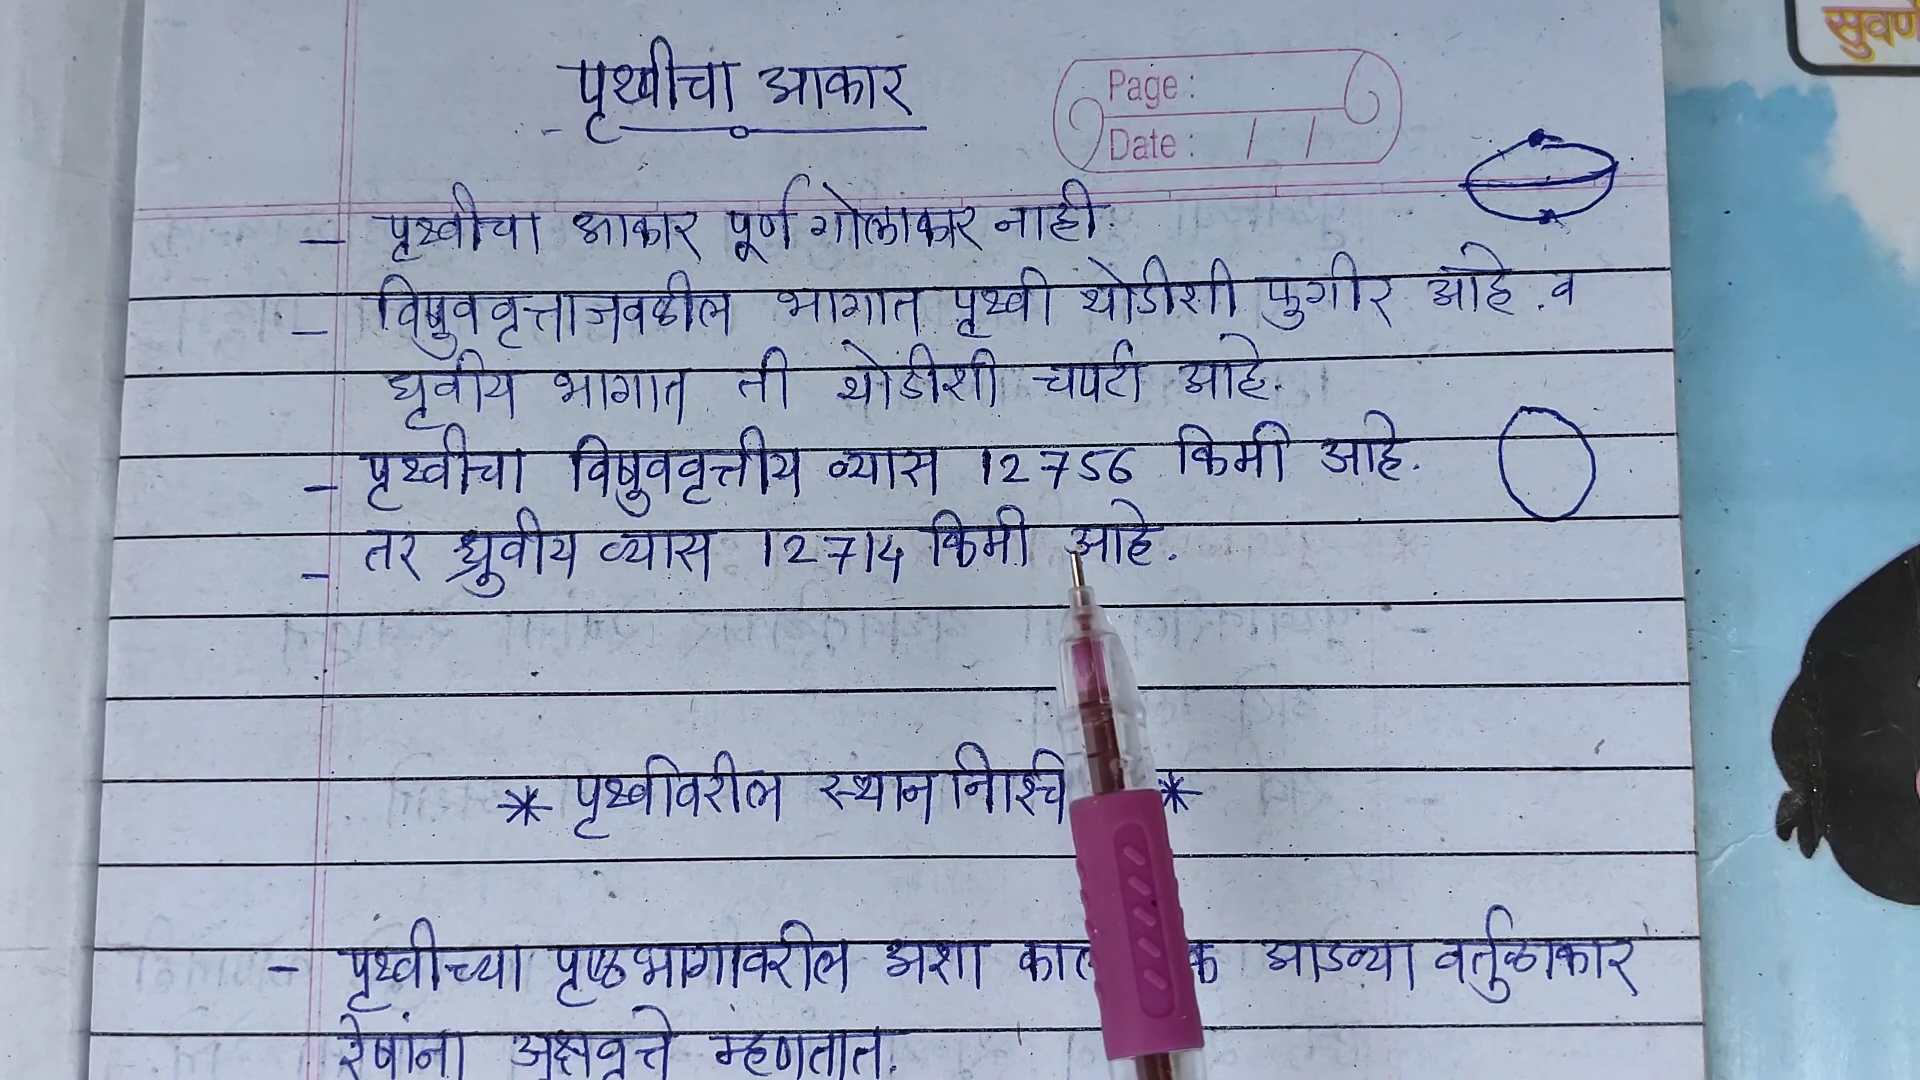 सुवर्ण
पृथ्वीचा आकार
Page :
Date : / /
– पृथ्वीचा आकार पूर्ण गोलाकार नाही.
– विषुववृत्ताजवळील भागात पृथ्वी थोडीशी फुगीर आहे . व
धृवीय भागात ती थोडीशी चपटी आहे.
– पृथ्वीचा विषुववृत्तीय व्यास 12756 किमी आहे.
– तर ध्रुवीय व्यास 12714 किमी आहे.
* पृथ्वीवरील स्थान निश्चि *
– पृथ्वीच्या पृष्ठभागावरील अशा आडव्या वर्तुळाकार
रेषांना अक्षवृत्ते म्हणतात.